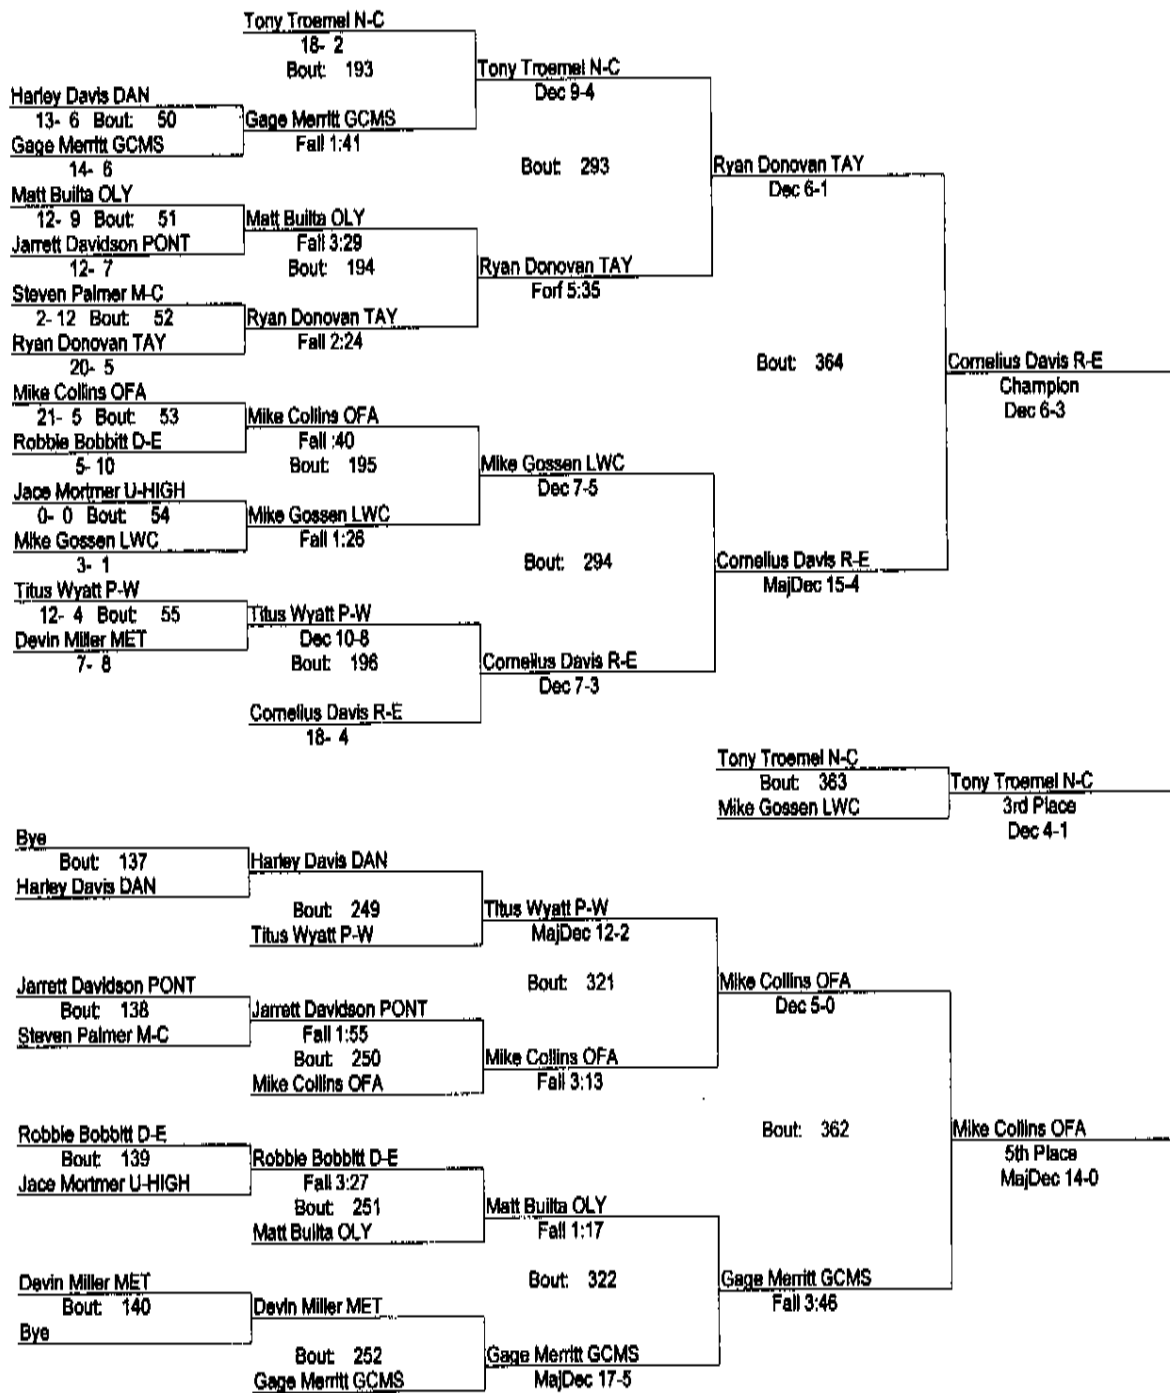 Tony Troemel N-C
18- 2
Bout: 193
Tony Troemel N-C
Dec 9-4
Harley Davis DAN
13- 6 Bout: 50
Gage Merritt GCMS
Gage Merritt GCMS
Fall 1:41
14- 6
Bout: 293
Ryan Donovan TAY
Dec 6-1
Matt Builta OLY
12- 9 Bout: 51
Matt Builta OLY
Jarrett Davidson PONT
Fall 3:29
12- 7
Bout: 194
Ryan Donovan TAY
Forf 5:35
Steven Palmer M-C
2- 12 Bout: 52
Ryan Donovan TAY
Ryan Donovan TAY
Fall 2:24
20- 5
Bout: 364
Cornelius Davis R-E
Champion
Dec 6-3
Mike Collins OFA
21- 5 Bout: 53
Mike Collins OFA
Robbie Bobbitt D-E
Fall :40
5- 10
Bout: 195
Mike Gossen LWC
Dec 7-5
Jace Mortmer U-HIGH
0- 0 Bout: 54
Mike Gossen LWC
Mike Gossen LWC
Fall 1:26
3- 1
Bout: 294
Cornelius Davis R-E
MajDec 15-4
Titus Wyatt P-W
12- 4 Bout: 55
Titus Wyatt P-W
Devin Miller MET
Dec 10-8
7- 8
Bout: 196
Cornelius Davis R-E
Dec 7-3
Cornelius Davis R-E
18- 4
Tony Troemel N-C
Bout: 363
Tony Troemel N-C
Mike Gossen LWC
3rd Place
Dec 4-1
Bye
Bout: 137
Harley Davis DAN
Harley Davis DAN
Bout: 249
Titus Wyatt P-W
MajDec 12-2
Titus Wyatt P-W
Bout: 321
Mike Collins OFA
Dec 5-0
Jarrett Davidson PONT
Bout: 138
Jarrett Davidson PONT
Steven Palmer M-C
Fall 1:55
Bout: 250
Mike Collins OFA
Fall 3:13
Mike Collins OFA
Bout: 362
Mike Collins OFA
5th Place
MajDec 14-0
Robbie Bobbitt D-E
Bout: 139
Robbie Bobbitt D-E
Jace Mortmer U-HIGH
Fall 3:27
Bout: 251
Matt Builta OLY
Fall 1:17
Matt Builta OLY
Bout: 322
Gage Merritt GCMS
Fall 3:46
Devin Miller MET
Bout: 140
Devin Miller MET
Bye
Bout: 252
Gage Merritt GCMS
MajDec 17-5
Gage Merritt GCMS